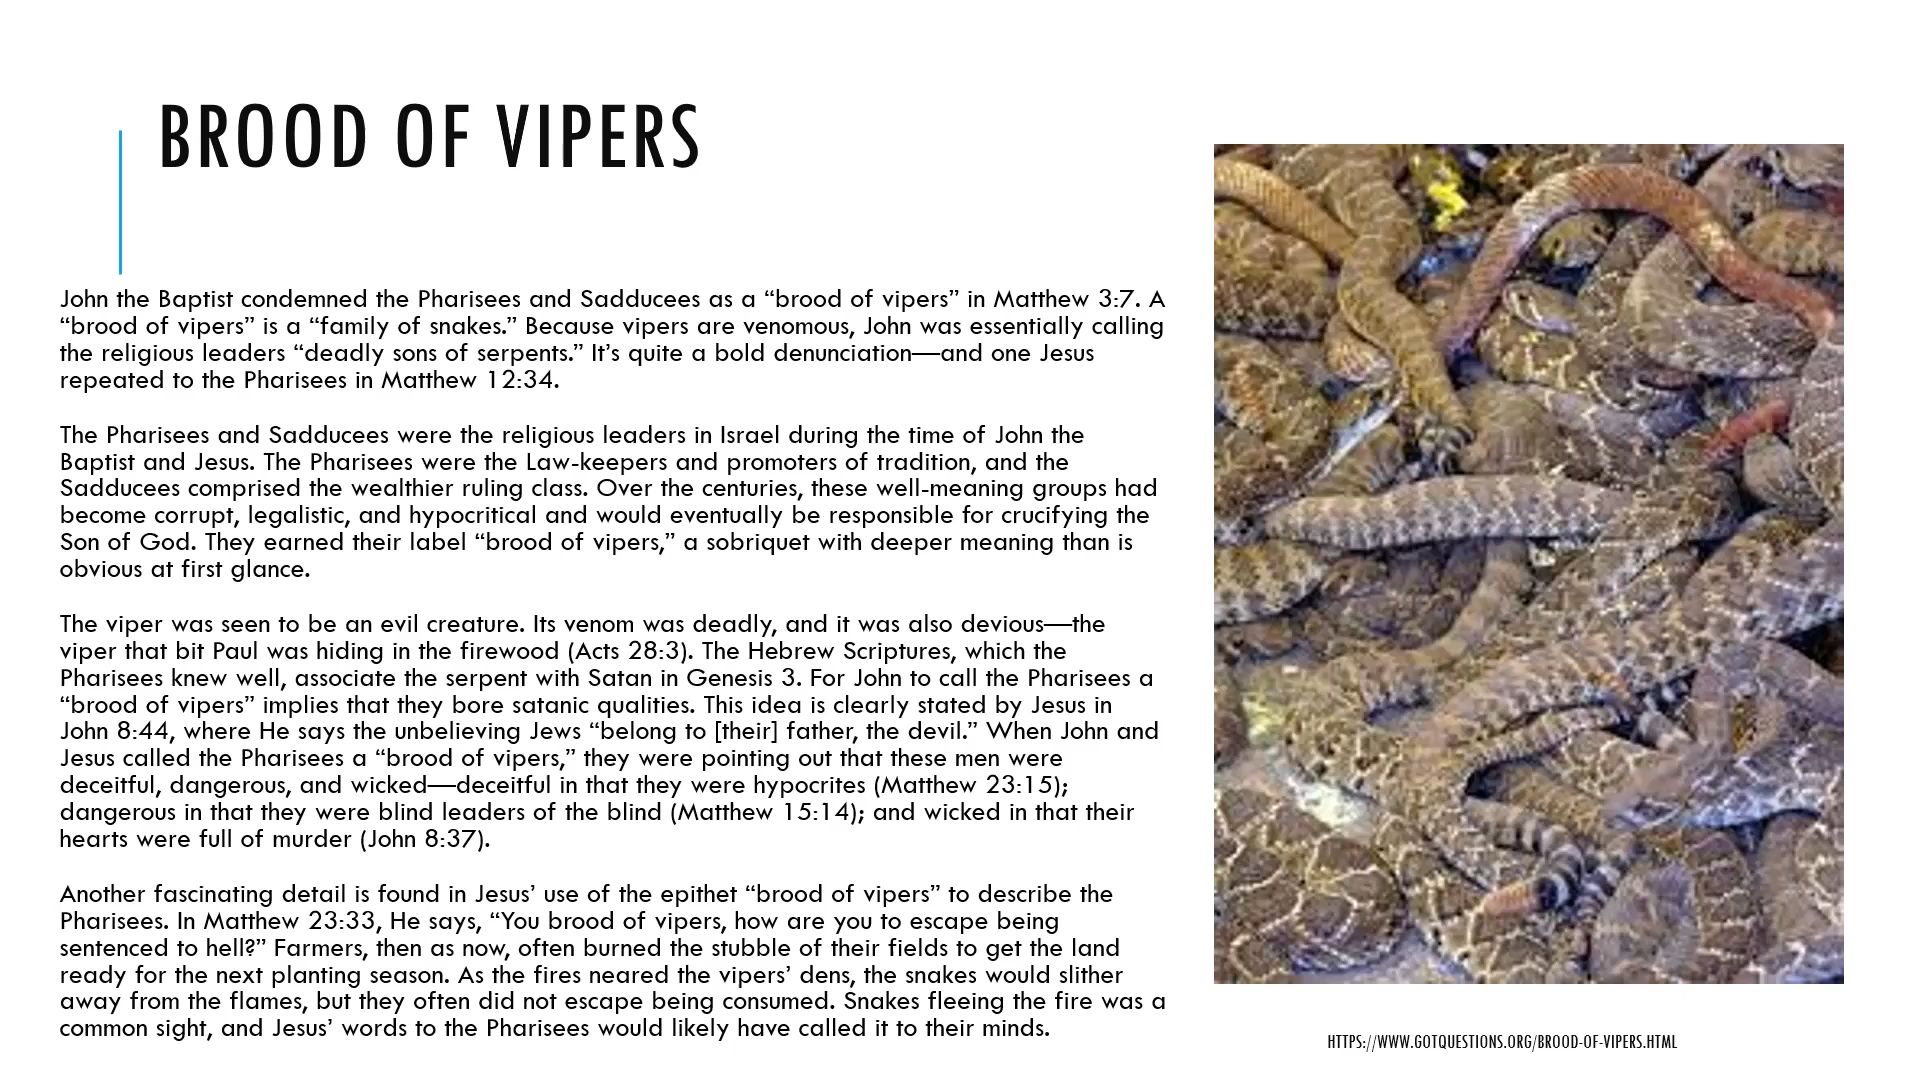 BROOD OF VIPERS
John the Baptist condemned the Pharisees and Sadducees as a “brood of vipers” in Matthew 3:7. A
“brood of vipers” is a “family of snakes.” Because vipers are venomous, John was essentially calling
the religious leaders “deadly sons of serpents.” It’s quite a bold denunciation—and one Jesus
repeated to the Pharisees in Matthew 12:34.
The Pharisees and Sadducees were the religious leaders in Israel during the time of John the
Baptist and Jesus. The Pharisees were the Law-keepers and promoters of tradition, and the
Sadducees comprised the wealthier ruling class. Over the centuries, these well-meaning groups had
become corrupt, legalistic, and hypocritical and would eventually be responsible for crucifying the
Son of God. They earned their label “brood of vipers,” a sobriquet with deeper meaning than is
obvious at first glance.
The viper was seen to be an evil creature. Its venom was deadly, and it was also devious—the
viper that bit Paul was hiding in the firewood (Acts 28:3). The Hebrew Scriptures, which the
Pharisees knew well, associate the serpent with Satan in Genesis 3. For John to call the Pharisees a
“brood of vipers” implies that they bore satanic qualities. This idea is clearly stated by Jesus in
John 8:44, where He says the unbelieving Jews “belong to [their] father, the devil.” When John and
Jesus called the Pharisees a “brood of vipers,” they were pointing out that these men were
deceitful, dangerous, and wicked—deceitful in that they were hypocrites (Matthew 23:15);
dangerous in that they were blind leaders of the blind (Matthew 15:14); and wicked in that their
hearts were full of murder (John 8:37).
Another fascinating detail is found in Jesus’ use of the epithet “brood of vipers” to describe the
Pharisees. In Matthew 23:33, He says, “You brood of vipers, how are you to escape being
sentenced to hell?” Farmers, then as now, often burned the stubble of their fields to get the land
ready for the next planting season. As the fires neared the vipers’ dens, the snakes would slither
away from the flames, but they often did not escape being consumed. Snakes fleeing the fire was a
common sight, and Jesus’ words to the Pharisees would likely have called it to their minds.
HTTPS://WWW.GOTQUESTIONS.ORG/BROOD-OF-VIPERS.HTML